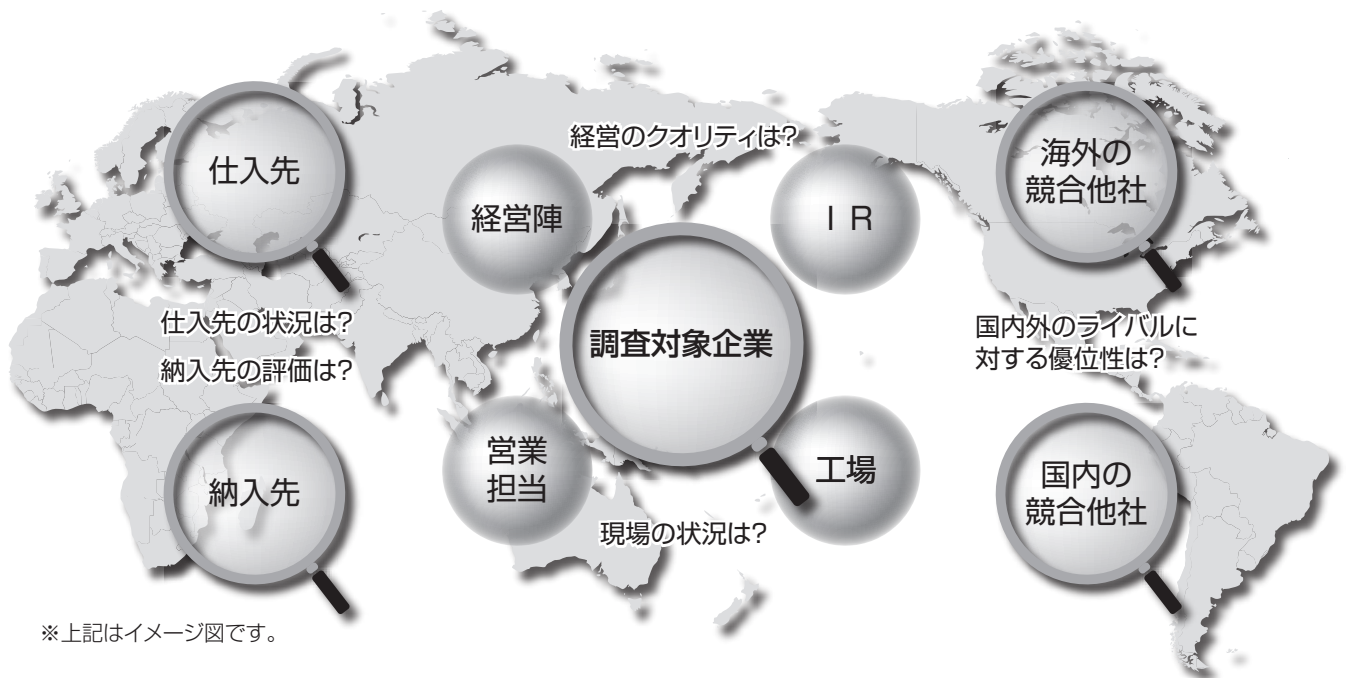 経営のクオリティは?
仕入先
経営陣
I R
海外の
競合他社
仕入先の状況は?
納入先の評価は?
調査対象企業
国内外のライバルに
対する優位性は?
納入先
営業
担当
工場
国内の
競合他社
現場の状況は?
※上記はイメージ図です。